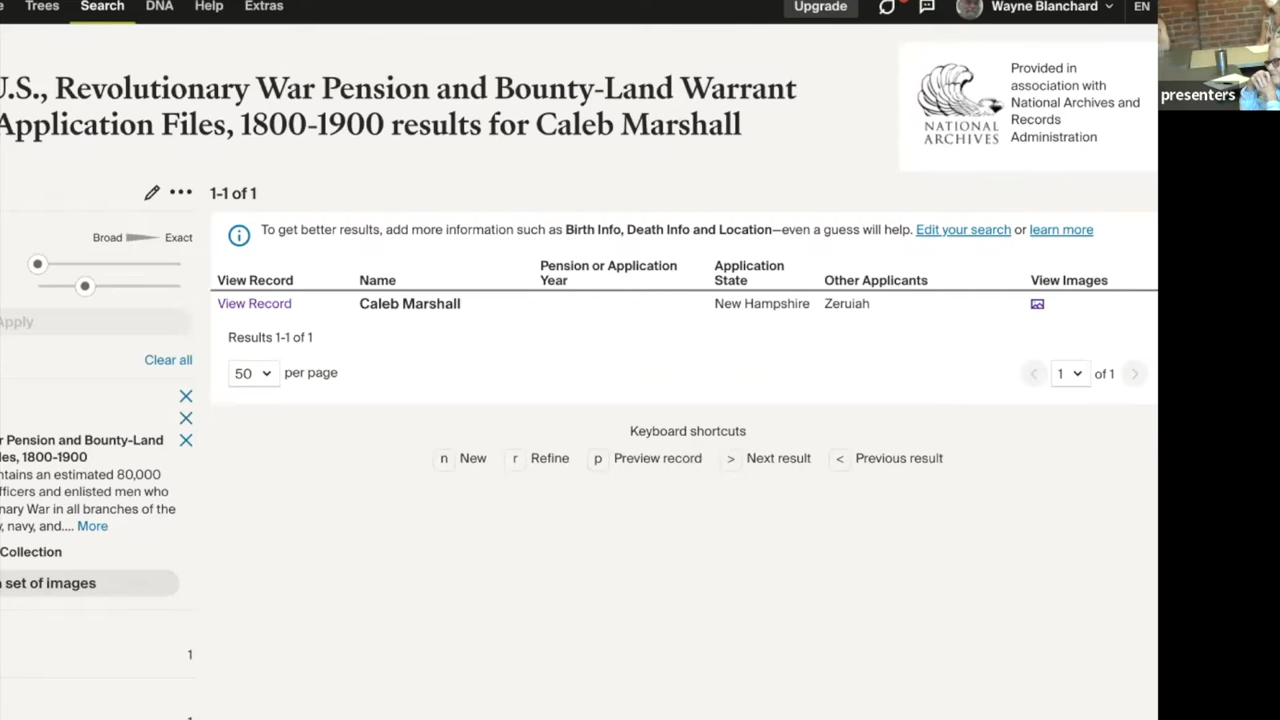 Trees Search DNA Help Extras Upgrade Wayne Blanchard EN
U.S., Revolutionary War Pension and Bounty-Land Warrant
Application Files, 1800-1900 results for Caleb Marshall
NATIONAL
ARCHIVES
Provided in
association with
National Archives and
Records
Administration
presenters
1-1 of 1
Broad Exact
Apply
Clear all
r Pension and Bounty-Land
les, 1800-1900
ntains an estimated 80,000
fficers and enlisted men who
nary War in all branches of the
, navy, and.... More
Collection
set of images
1
To get better results, add more information such as Birth Info, Death Info and Location—even a guess will help. Edit your search or learn more
View Record Name Pension or Application Year Application State Other Applicants View Images
View Record Caleb Marshall New Hampshire Zeruiah
Results 1-1 of 1
50 per page 1 of 1
Keyboard shortcuts
n New r Refine p Preview record > Next result < Previous result